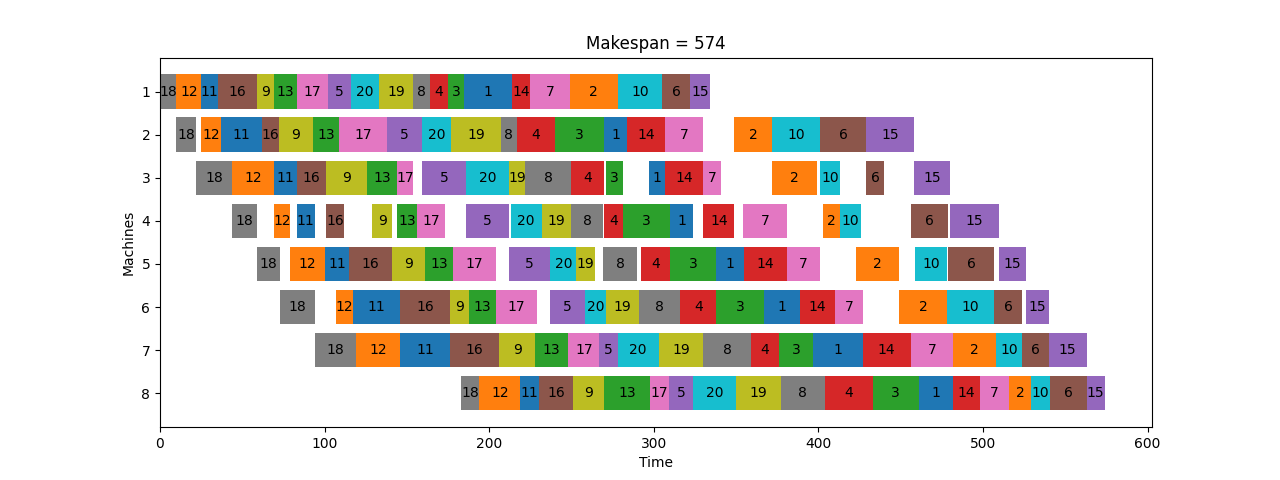 Makespan = 574
Machines
1 18 12 11 16 9 13 17 5 20 19 8 4 3 1 14 7 2 10 6 15
2 18 12 11 16 9 13 17 5 20 19 8 4 3 1 14 7 2 10 6 15
3 18 12 11 16 9 13 17 5 20 19 8 4 3 1 14 7 2 10 6 15
4 18 12 11 16 9 13 17 5 20 19 8 4 3 1 14 7 2 10 6 15
5 18 12 11 16 9 13 17 5 20 19 8 4 3 1 14 7 2 10 6 15
6 18 12 11 16 9 13 17 5 20 19 8 4 3 1 14 7 2 10 6 15
7 18 12 11 16 9 13 17 5 20 19 8 4 3 1 14 7 2 10 6 15
8 18 12 11 16 9 13 17 5 20 19 8 4 3 1 14 7 2 10 6 15
0 100 200 300 400 500 600
Time